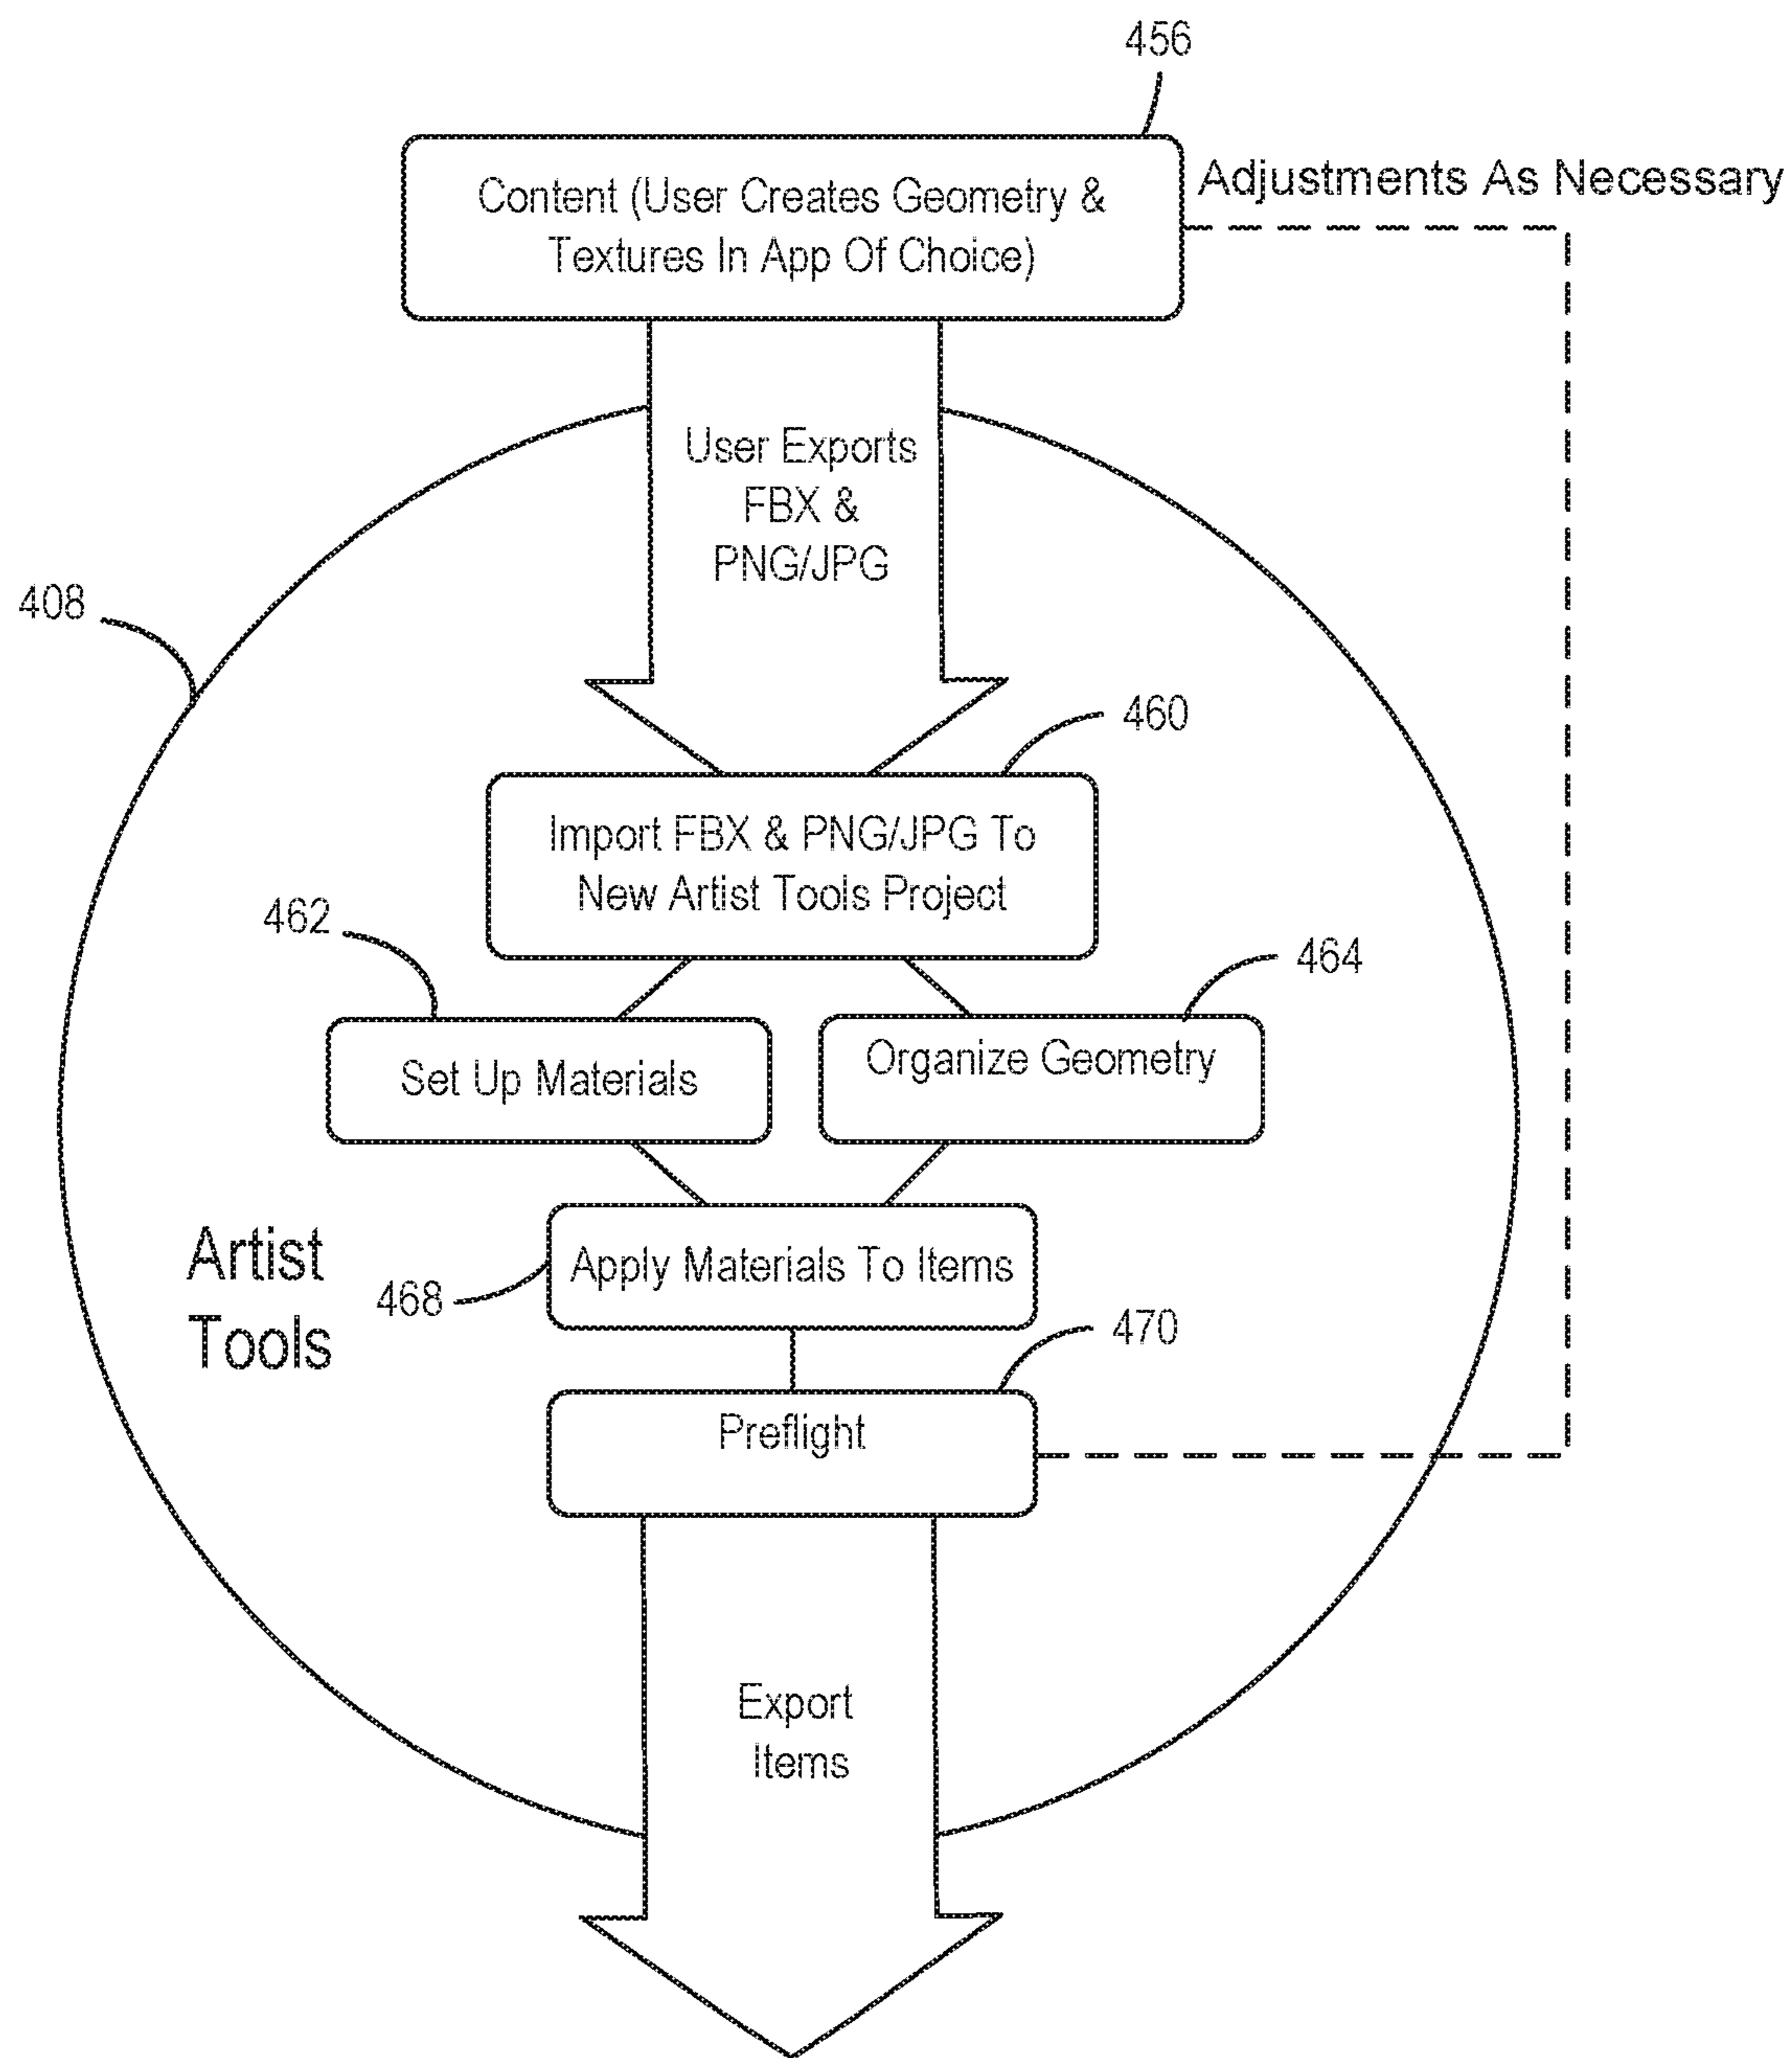 456
Content (User Creates Geometry &
Textures In App Of Choice)
Adjustments As Necessary
User Exports
FBX &
PNG/JPG
408
460
Import FBX & PNG/JPG To
New Artist Tools Project
462
464
Set Up Materials
Organize Geometry
Artist
Tools
468
Apply Materials To Items
470
Preflight
Export
Items